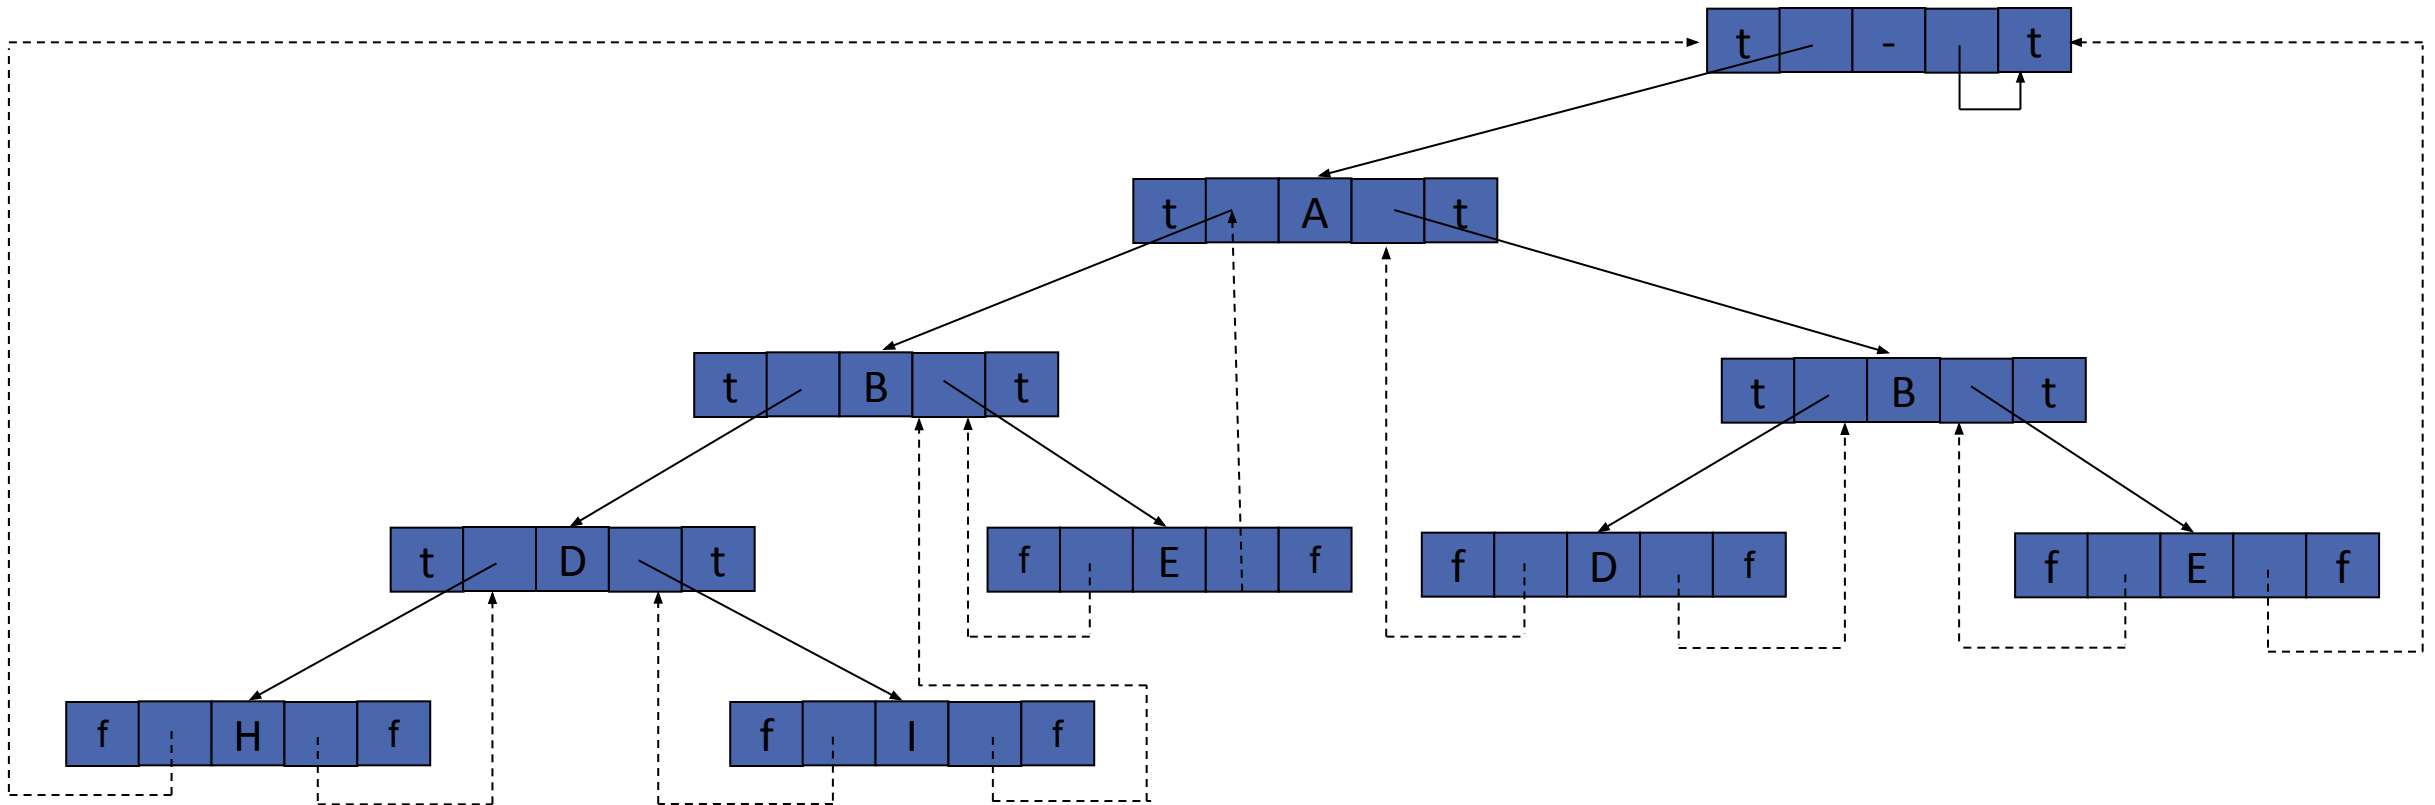 t - t
t A t
t B t
t B t
t D t
f E f
f D f
f E f
f H f
f I f